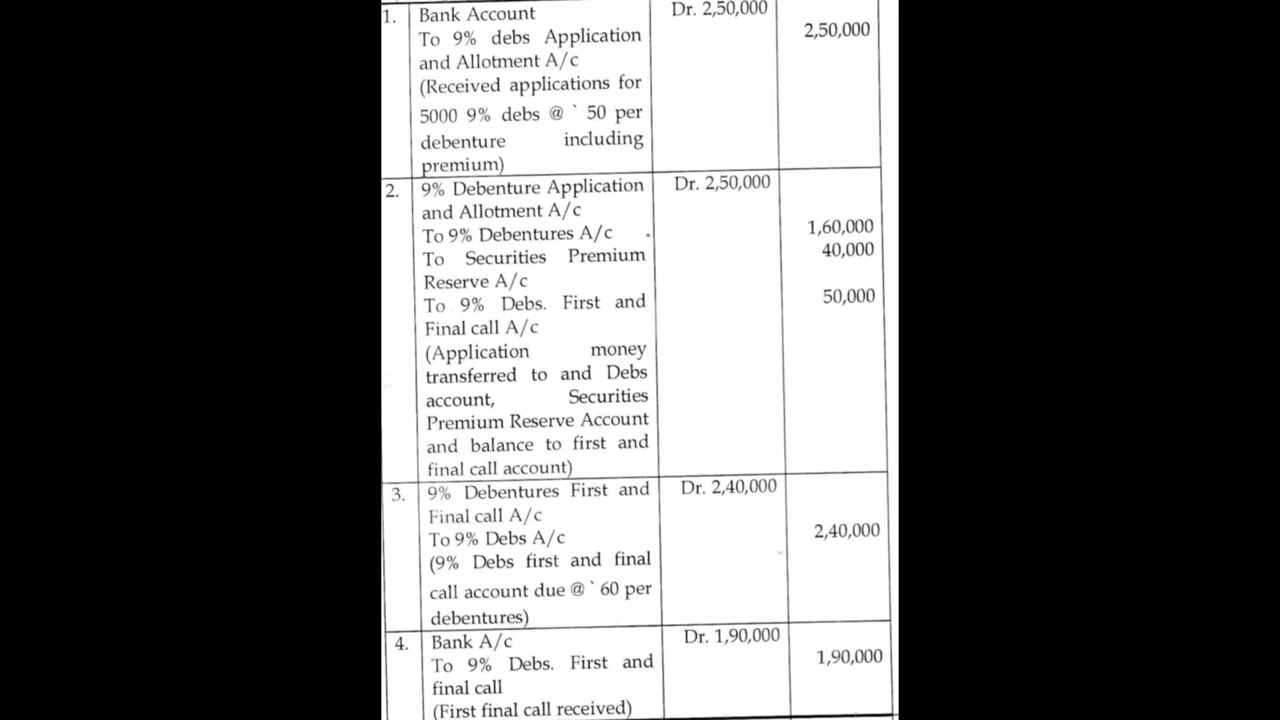 1. Bank Account Dr. 2,50,000
To 9% debs Application 2,50,000
and Allotment A/c
(Received applications for
5000 9% debs @ ` 50 per
debenture including
premium)
2. 9% Debenture Application Dr. 2,50,000
and Allotment A/c
To 9% Debentures A/c 1,60,000
To Securities Premium 40,000
Reserve A/c
To 9% Debs. First and 50,000
Final call A/c
(Application money
transferred to and Debs
account, Securities
Premium Reserve Account
and balance to first and
final call account)
3. 9% Debentures First and Dr. 2,40,000
Final call A/c
To 9% Debs A/c 2,40,000
(9% Debs first and final
call account due @ ` 60 per
debentures)
4. Bank A/c Dr. 1,90,000
To 9% Debs. First and 1,90,000
final call
(First final call received)